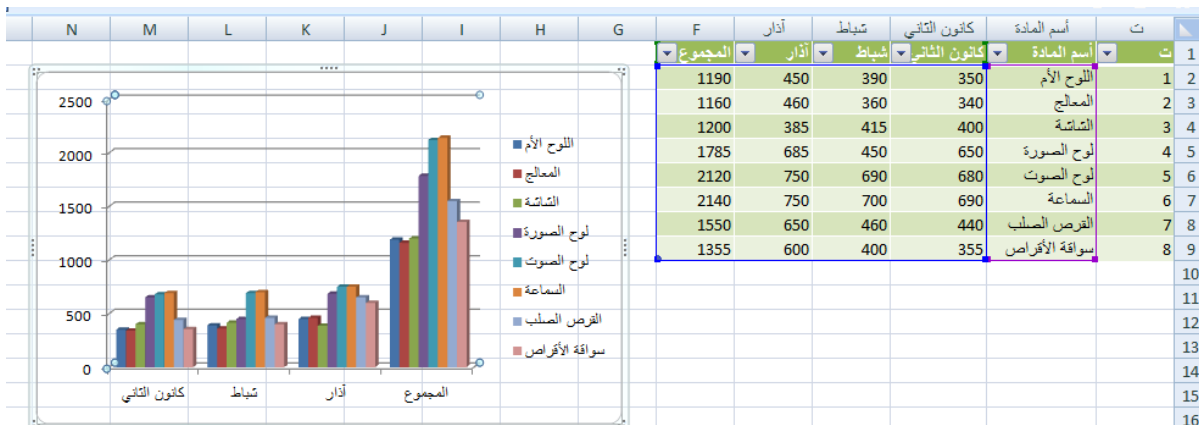 ت أسم المادة كانون الثاني شباط آذار F G H I J K L M N
1 ت أسم المادة كانون الثاني شباط آذار المجموع
2 1 اللوح الأم 350 390 450 1190
3 2 المعالج 340 360 460 1160
4 3 الشاشة 400 415 385 1200
5 4 لوح الصورة 650 450 685 1785
6 5 لوح الصوت 680 690 750 2120
7 6 السماعة 690 700 750 2140
8 7 القرص الصلب 440 460 650 1550
9 8 سواقة الأقراص 355 400 600 1355
10
11
12
13
14
15
16
2500
2000
1500
1000
500
0
كانون الثاني شباط آذار المجموع
اللوح الأم
المعالج
الشاشة
لوح الصورة
لوح الصوت
السماعة
القرص الصلب
سواقة الأقراص